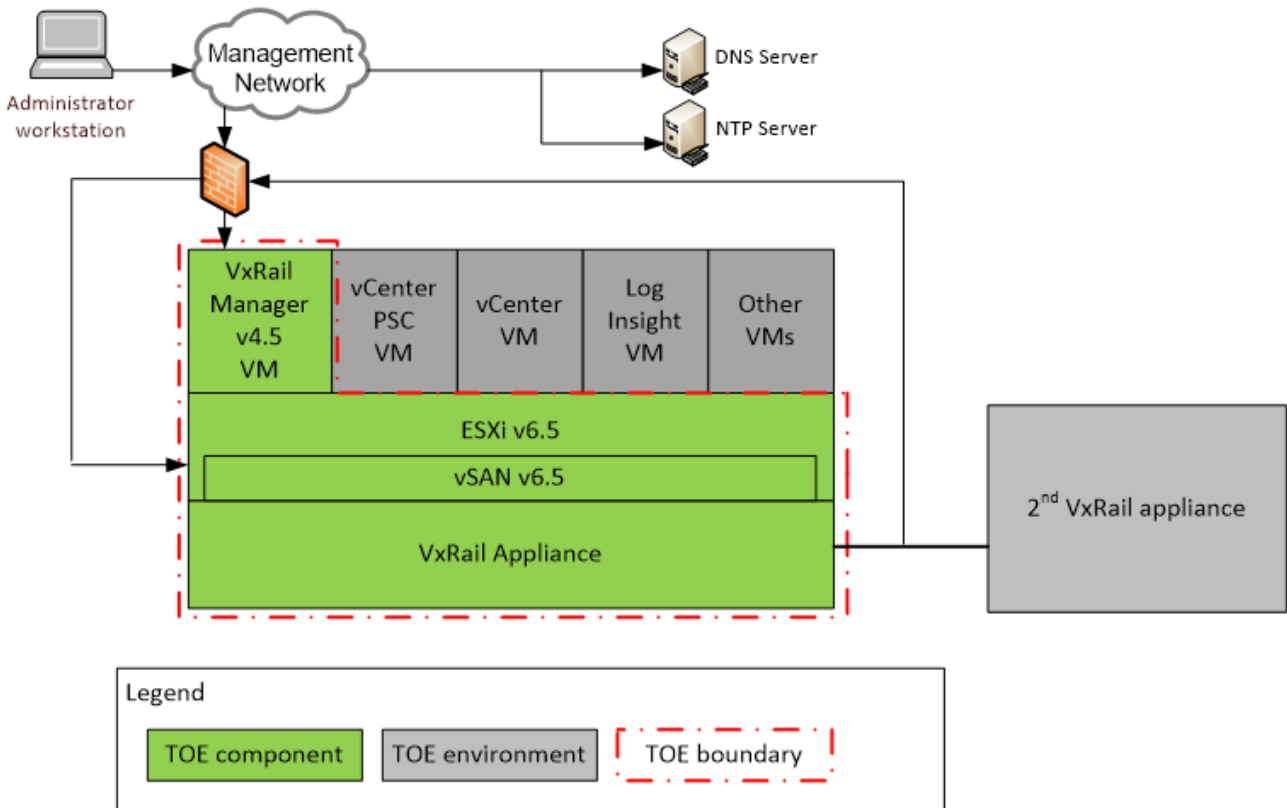 Management
Network
DNS Server
NTP Server
Administrator
workstation
VxRail
Manager
v4.5
VM
vCenter
PSC
VM
vCenter
VM
Log
Insight
VM
Other
VMs
ESXi v6.5
vSAN v6.5
VxRail Appliance
2nd VxRail appliance
Legend
TOE component
TOE environment
TOE boundary